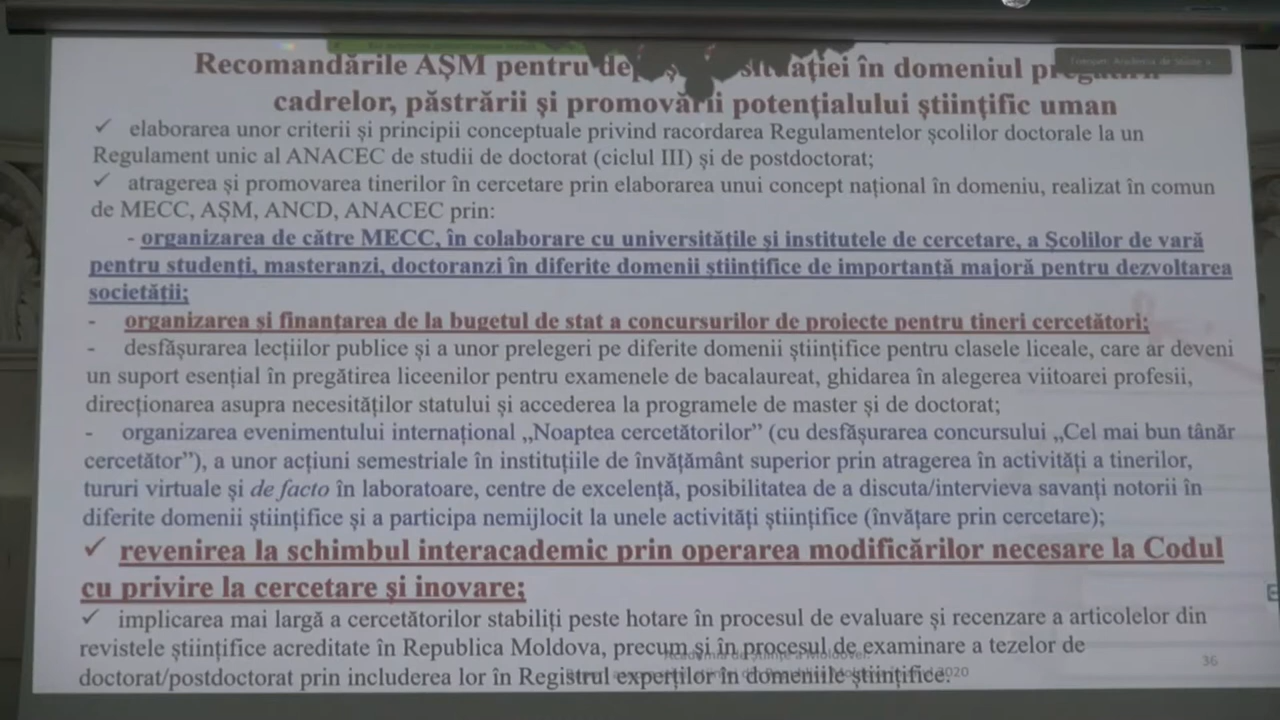 Recomandările AȘM pentru situației în domeniul
cadrelor, păstrării și promovării potențialului științific uman
✓ elaborarea unor criterii și principii conceptuale privind racordarea Regulamentelor școlilor doctorale la un
Regulament unic al ANACEC de studii de doctorat (ciclul III) și de postdoctorat;
✓ atragerea și promovarea tinerilor în cercetare prin elaborarea unui concept național în domeniu, realizat în comun
de MECC, AȘM, ANCD, ANACEC prin:
- organizarea de către MECC, în colaborare cu universitățile și institutele de cercetare, a Școlilor de vară
pentru studenți, masteranzi, doctoranzi în diferite domenii științifice de importanță majoră pentru dezvoltarea
societății;
- organizarea și finanțarea de la bugetul de stat a concursurilor de proiecte pentru tineri cercetători;
- desfășurarea lecțiilor publice și a unor prelegeri pe diferite domenii științifice pentru clasele liceale, care ar deveni
un suport esențial în pregătirea liceenilor pentru examenele de bacalaureat, ghidarea în alegerea viitoarei profesii,
direcționarea asupra necesităților statului și accederea la programele de master și de doctorat;
- organizarea evenimentului internațional „Noaptea cercetătorilor” (cu desfășurarea concursului „Cel mai bun tânăr
cercetător”), a unor acțiuni semestriale în instituțiile de învățământ superior prin atragerea în activități a tinerilor,
tururi virtuale și de facto în laboratoare, centre de excelență, posibilitatea de a discuta/intervieva savanți notorii în
diferite domenii științifice și a participa nemijlocit la unele activități științifice (învățare prin cercetare);
✓ revenirea la schimbul interacademic prin operarea modificărilor necesare la Codul
cu privire la cercetare și inovare;
✓ implicarea mai largă a cercetătorilor stabiliți peste hotare în procesul de evaluare și recenzare a articolelor din
revistele științifice acreditate în Republica Moldova, precum și în procesul de examinare a tezelor de
doctorat/postdoctorat prin includerea lor în Registrul experților în domeniile științifice.
2020
36